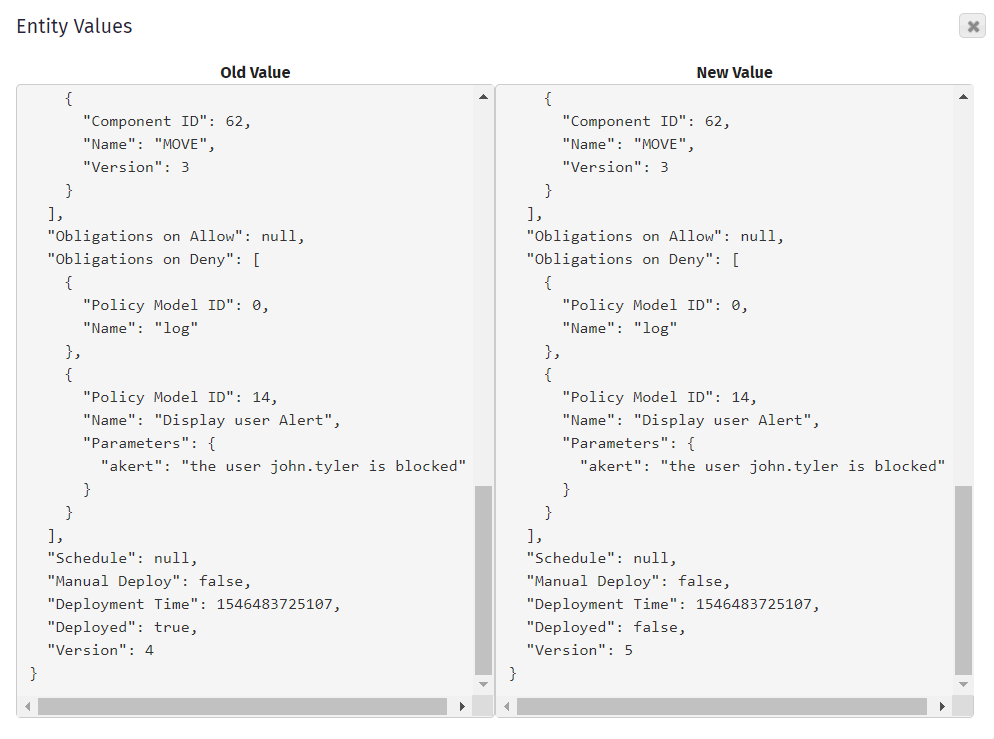 Entity Values
Old Value
{
"Component ID": 62,
"Name": "MOVE",
"Version": 3
}
],
"Obligations on Allow": null,
"Obligations on Deny": [
{
"Policy Model ID": 0,
"Name": "log"
},
{
"Policy Model ID": 14,
"Name": "Display user Alert",
"Parameters": {
"akert": "the user john.tyler is blocked"
}
}
],
"Schedule": null,
"Manual Deploy": false,
"Deployment Time": 1546483725107,
"Deployed": true,
"Version": 4
}
New Value
{
"Component ID": 62,
"Name": "MOVE",
"Version": 3
}
],
"Obligations on Allow": null,
"Obligations on Deny": [
{
"Policy Model ID": 0,
"Name": "log"
},
{
"Policy Model ID": 14,
"Name": "Display user Alert",
"Parameters": {
"akert": "the user john.tyler is blocked"
}
}
],
"Schedule": null,
"Manual Deploy": false,
"Deployment Time": 1546483725107,
"Deployed": false,
"Version": 5
}